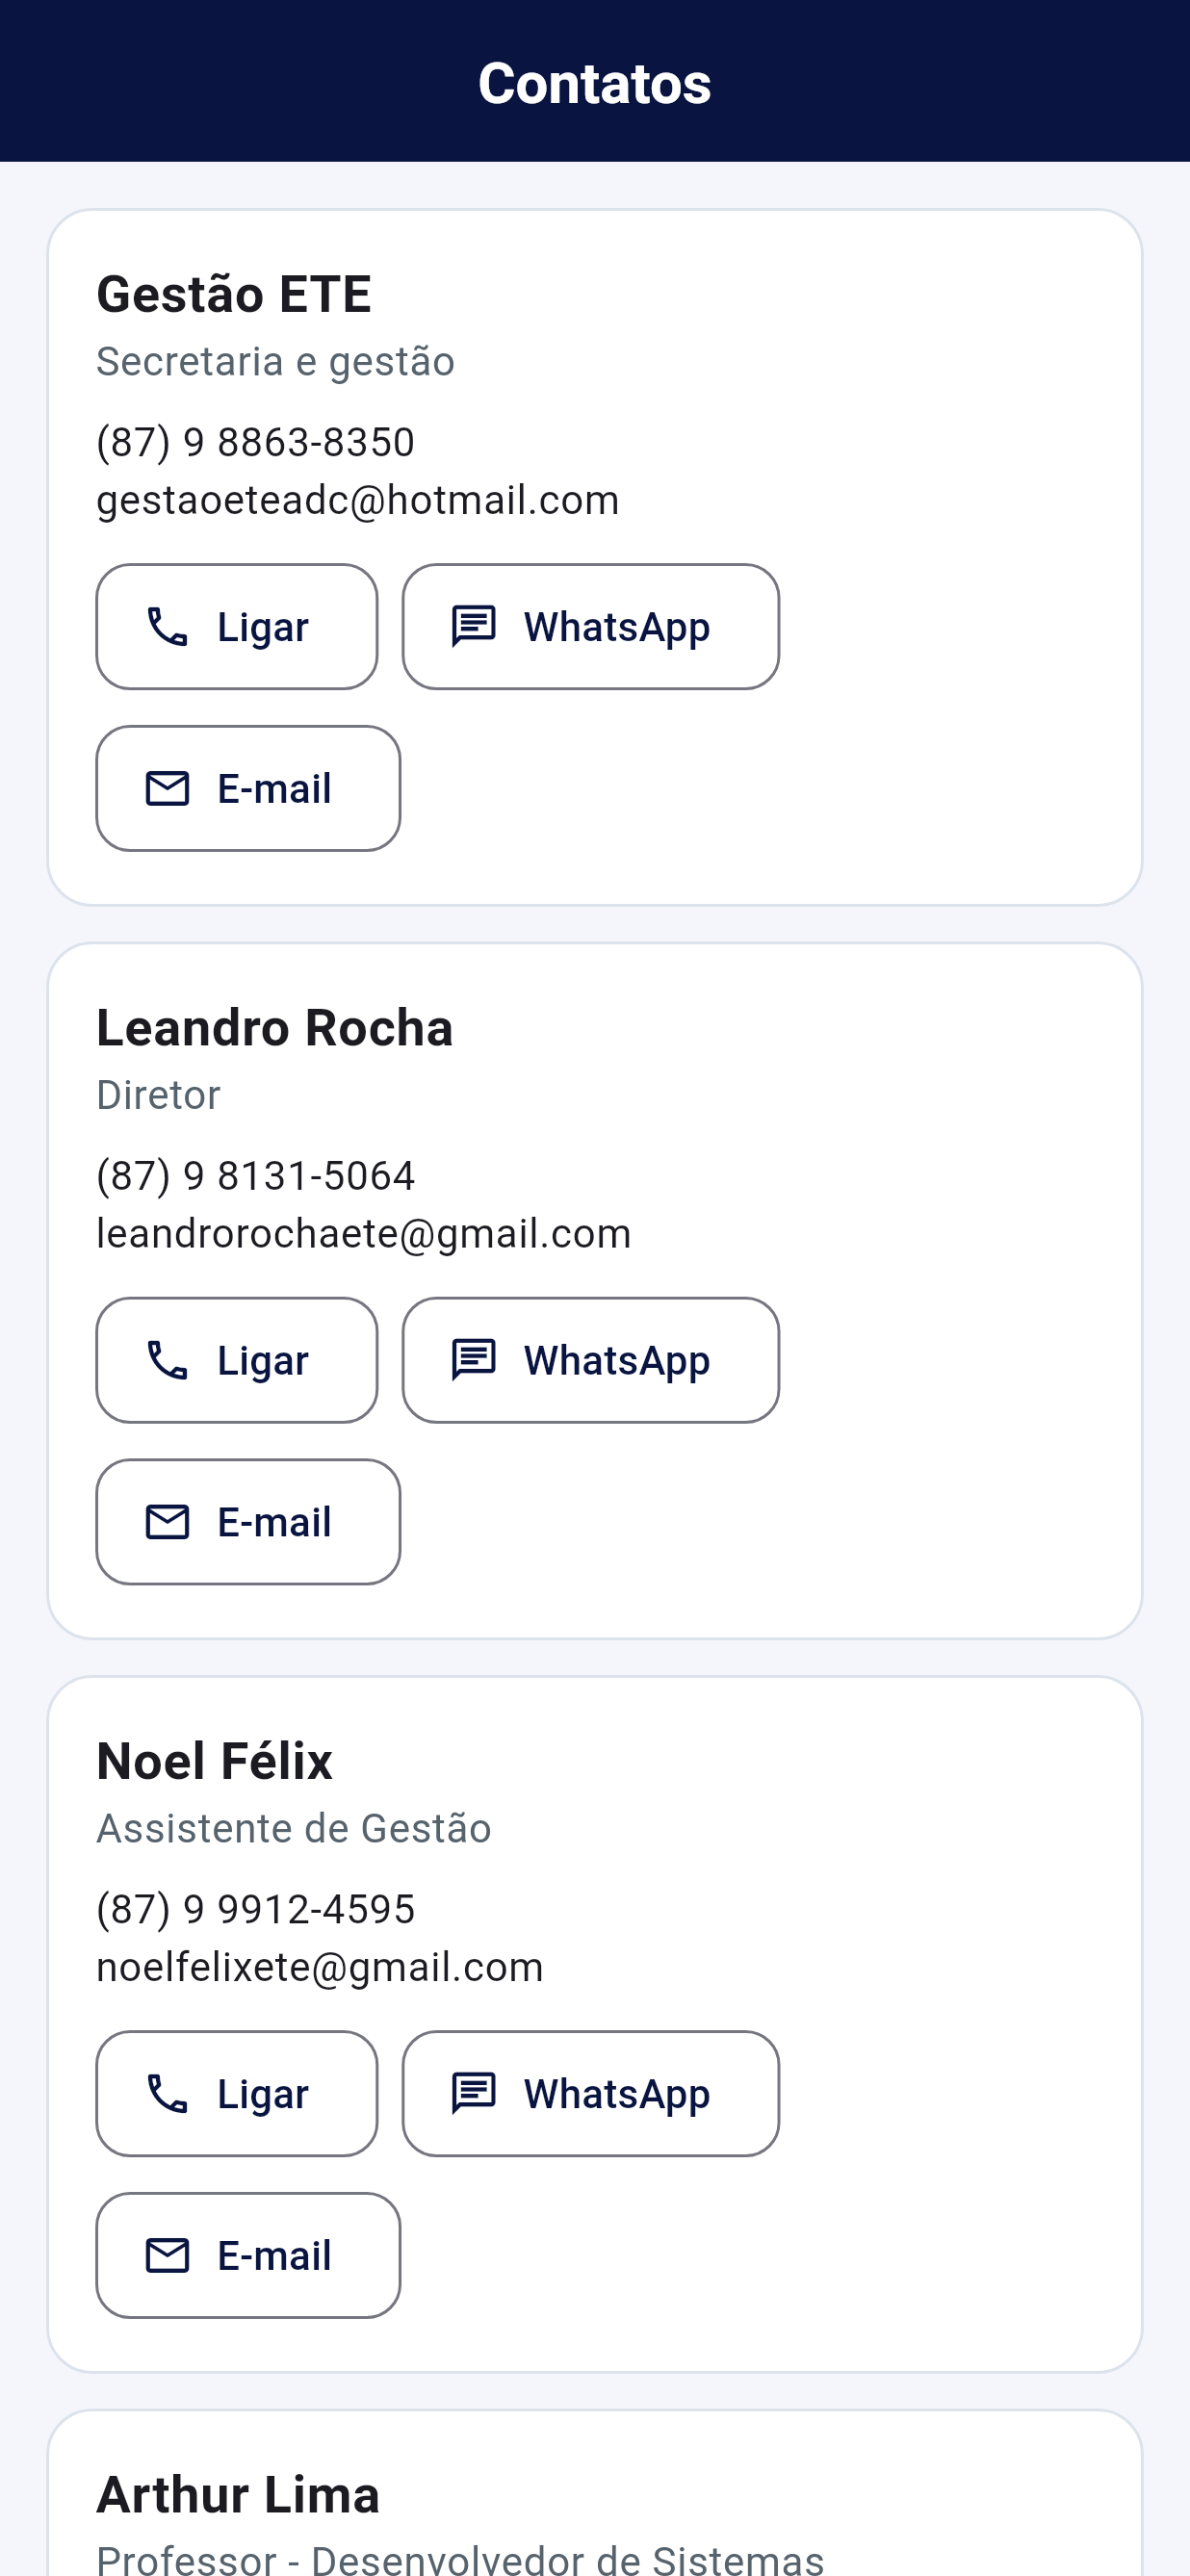 Contatos
Gestão ETE
Secretaria e gestão
(87) 9 8863-8350
gestaoeteadc@hotmail.com
Ligar WhatsApp
E-mail
Leandro Rocha
Diretor
(87) 9 8131-5064
leandrorochaete@gmail.com
Ligar WhatsApp
E-mail
Noel Félix
Assistente de Gestão
(87) 9 9912-4595
noelfelixete@gmail.com
Ligar WhatsApp
E-mail
Arthur Lima
Professor - Desenvolvedor de Sistemas